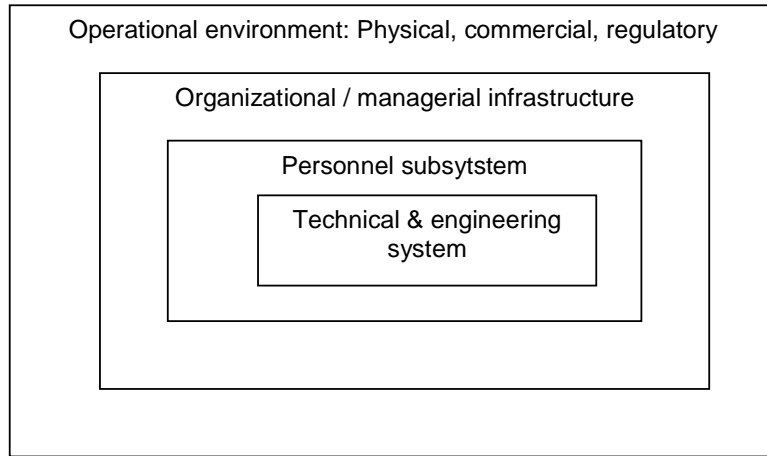 Operational environment: Physical, commercial, regulatory
Organizational / managerial infrastructure
Personnel subsytstem
Technical & engineering
system